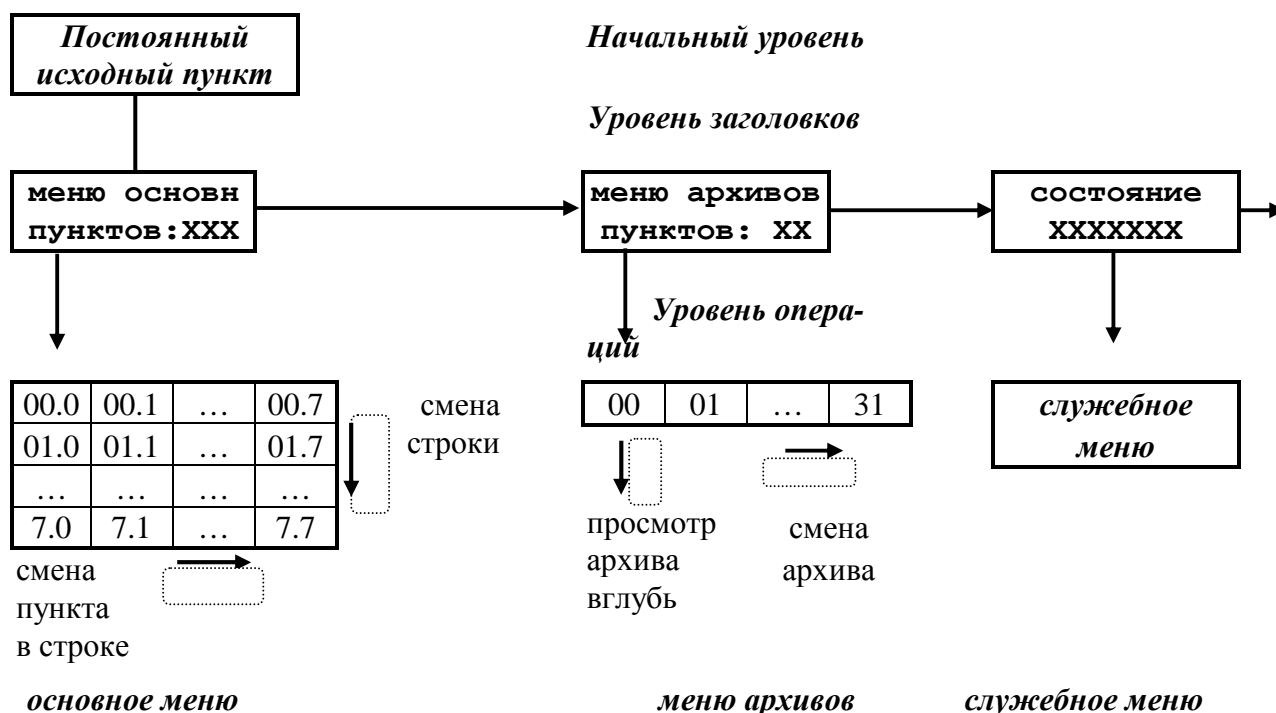 Постоянный
исходный пункт
Начальный уровень
Уровень заголовков
меню основн
пунктов:XXX
меню архивов
пунктов: XX
состояние
XXXXXXX
Уровень опера-
ций
00.0 00.1 ... 00.7
01.0 01.1 ... 01.7
... ... ... ...
7.0 7.1 ... 7.7
смена
строки
00 01 ... 31
служебное
меню
смена
пункта
в строке
просмотр
архива
вглубь
смена
архива
основное меню
меню архивов
служебное меню